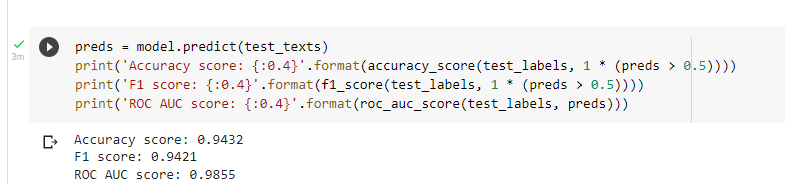 preds = model.predict(test_texts)
3m
print('Accuracy score: {:0.4}'.format(accuracy_score(test_labels, 1 * (preds > 0.5))))
print('F1 score: {:0.4}'.format(f1_score(test_labels, 1 * (preds > 0.5))))
print('ROC AUC score: {:0.4}'.format(roc_auc_score(test_labels, preds)))
Accuracy score: 0.9432
F1 score: 0.9421
ROC AUC score: 0.9855